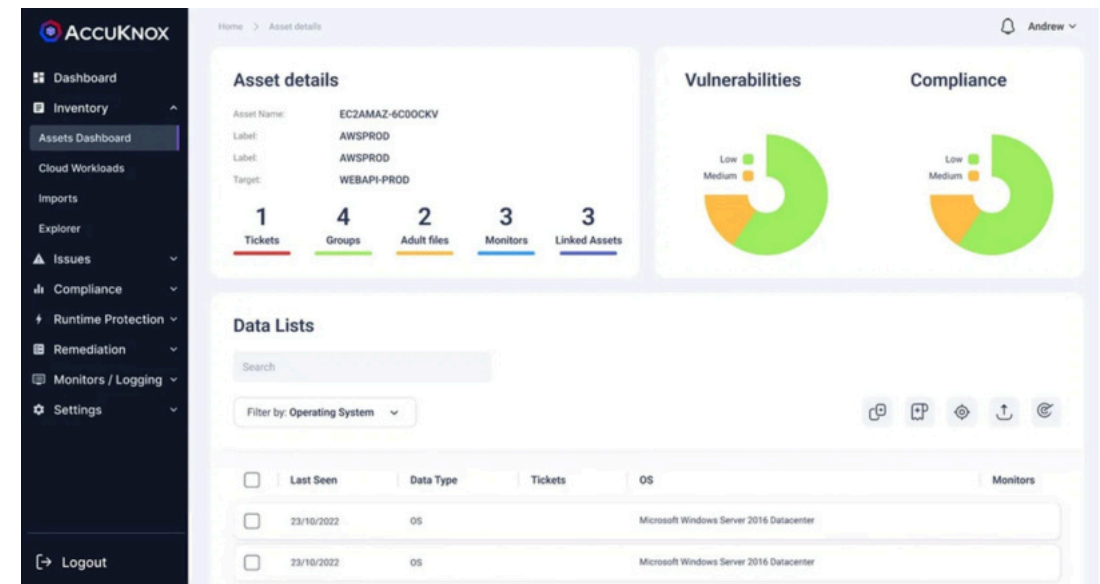 ACCUKNOX
Dashboard
Inventory
Assets Dashboard
Cloud Workloads
Imports
Explorer
Issues
Compliance
Runtime Protection
Remediation
Monitors / Logging
Settings
Logout
Home > Asset details
Andrew
Asset details
Asset Name: EC2AMAZ-6C0OCKV
Label: AWSPROD
Label: AWSPROD
Target: WEBAPI-PROD
1 4 2 3 3
Tickets Groups Adult files Monitors Linked Assets
Vulnerabilities
Low
Medium
Compliance
Low
Medium
Data Lists
Search
Filter by: Operating System
Last Seen Data Type Tickets OS Monitors
23/10/2022 OS Microsoft Windows Server 2016 Datacenter
23/10/2022 OS Microsoft Windows Server 2016 Datacenter